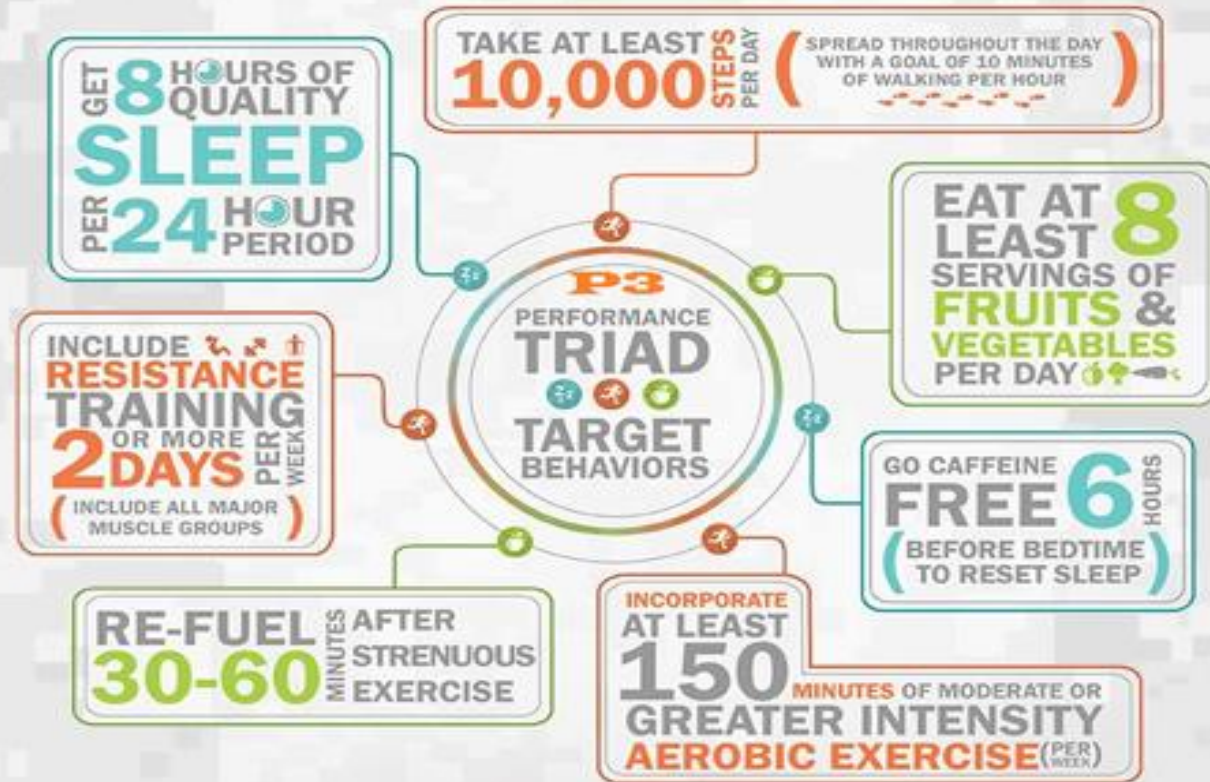 TAKE AT LEAST
10,000
STEPS
PER DAY
(SPREAD THROUGHOUT THE DAY
WITH A GOAL OF 10 MINUTES
OF WALKING PER HOUR)
GET
8 HOURS OF
QUALITY
SLEEP
PER
24 HOUR
PERIOD
EAT AT
LEAST 8
SERVINGS OF
FRUITS &
VEGETABLES
PER DAY
P3
PERFORMANCE
TRIAD
TARGET
BEHAVIORS
INCLUDE
RESISTANCE
TRAINING
2 OR MORE
DAYS
PER
WEEK
(INCLUDE ALL MAJOR
MUSCLE GROUPS)
GO CAFFEINE
FREE 6
HOURS
(BEFORE BEDTIME
TO RESET SLEEP)
RE-FUEL
30-60
MINUTES
AFTER
STRENUOUS
EXERCISE
INCORPORATE
AT LEAST
150 MINUTES OF MODERATE OR
GREATER INTENSITY
AEROBIC EXERCISE (PER
WEEK)